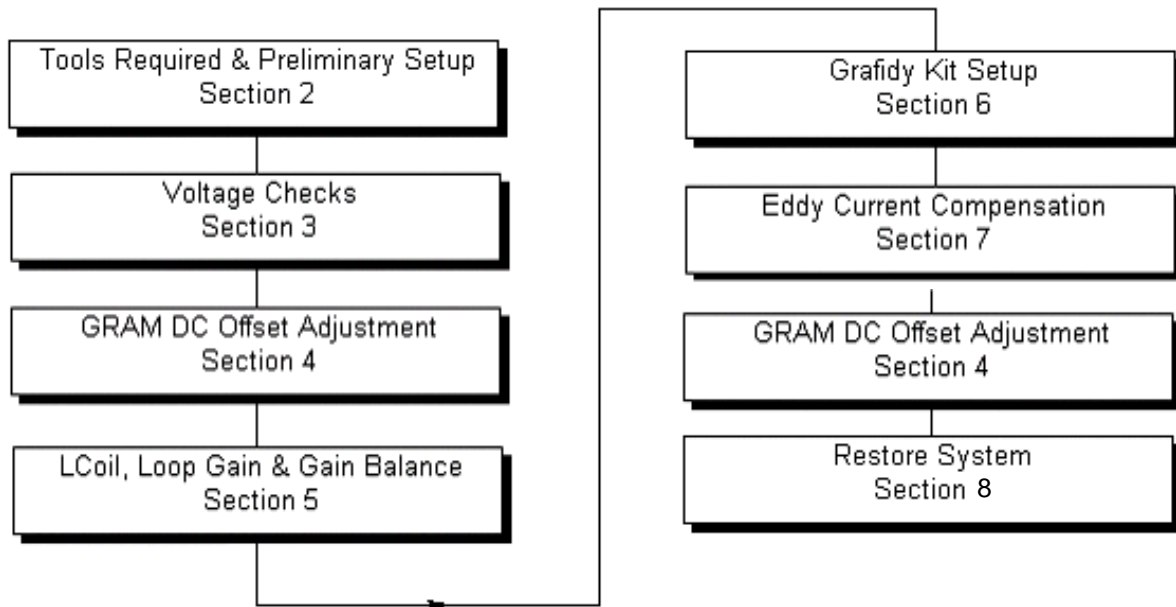 Tools Required & Preliminary Setup
Section 2
Voltage Checks
Section 3
GRAM DC Offset Adjustment
Section 4
LCoil, Loop Gain & Gain Balance
Section 5
Grafidy Kit Setup
Section 6
Eddy Current Compensation
Section 7
GRAM DC Offset Adjustment
Section 4
Restore System
Section 8